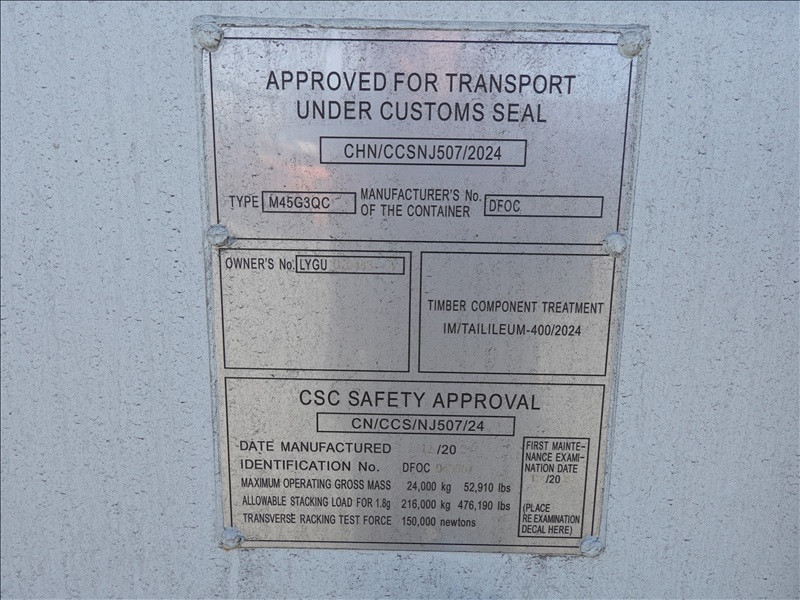 APPROVED FOR TRANSPORT
UNDER CUSTOMS SEAL
CHN/CCSNJ507/2024
TYPE M45G3QC
MANUFACTURER'S No.
OF THE CONTAINER
DFOC
OWNER'S No. LYGU
TIMBER COMPONENT TREATMENT
IM/TAILILEUM-400/2024
CSC SAFETY APPROVAL
CN/CCS/NJ507/24
DATE MANUFACTURED /20
IDENTIFICATION No. DFOC
MAXIMUM OPERATING GROSS MASS 24,000 kg 52,910 lbs
ALLOWABLE STACKING LOAD FOR 1.8g 216,000 kg 476,190 lbs
TRANSVERSE RACKING TEST FORCE 150,000 newtons
FIRST MAINTE-
NANCE EXAMI-
NATION DATE
/20
(PLACE
RE EXAMINATION
DECAL HERE)